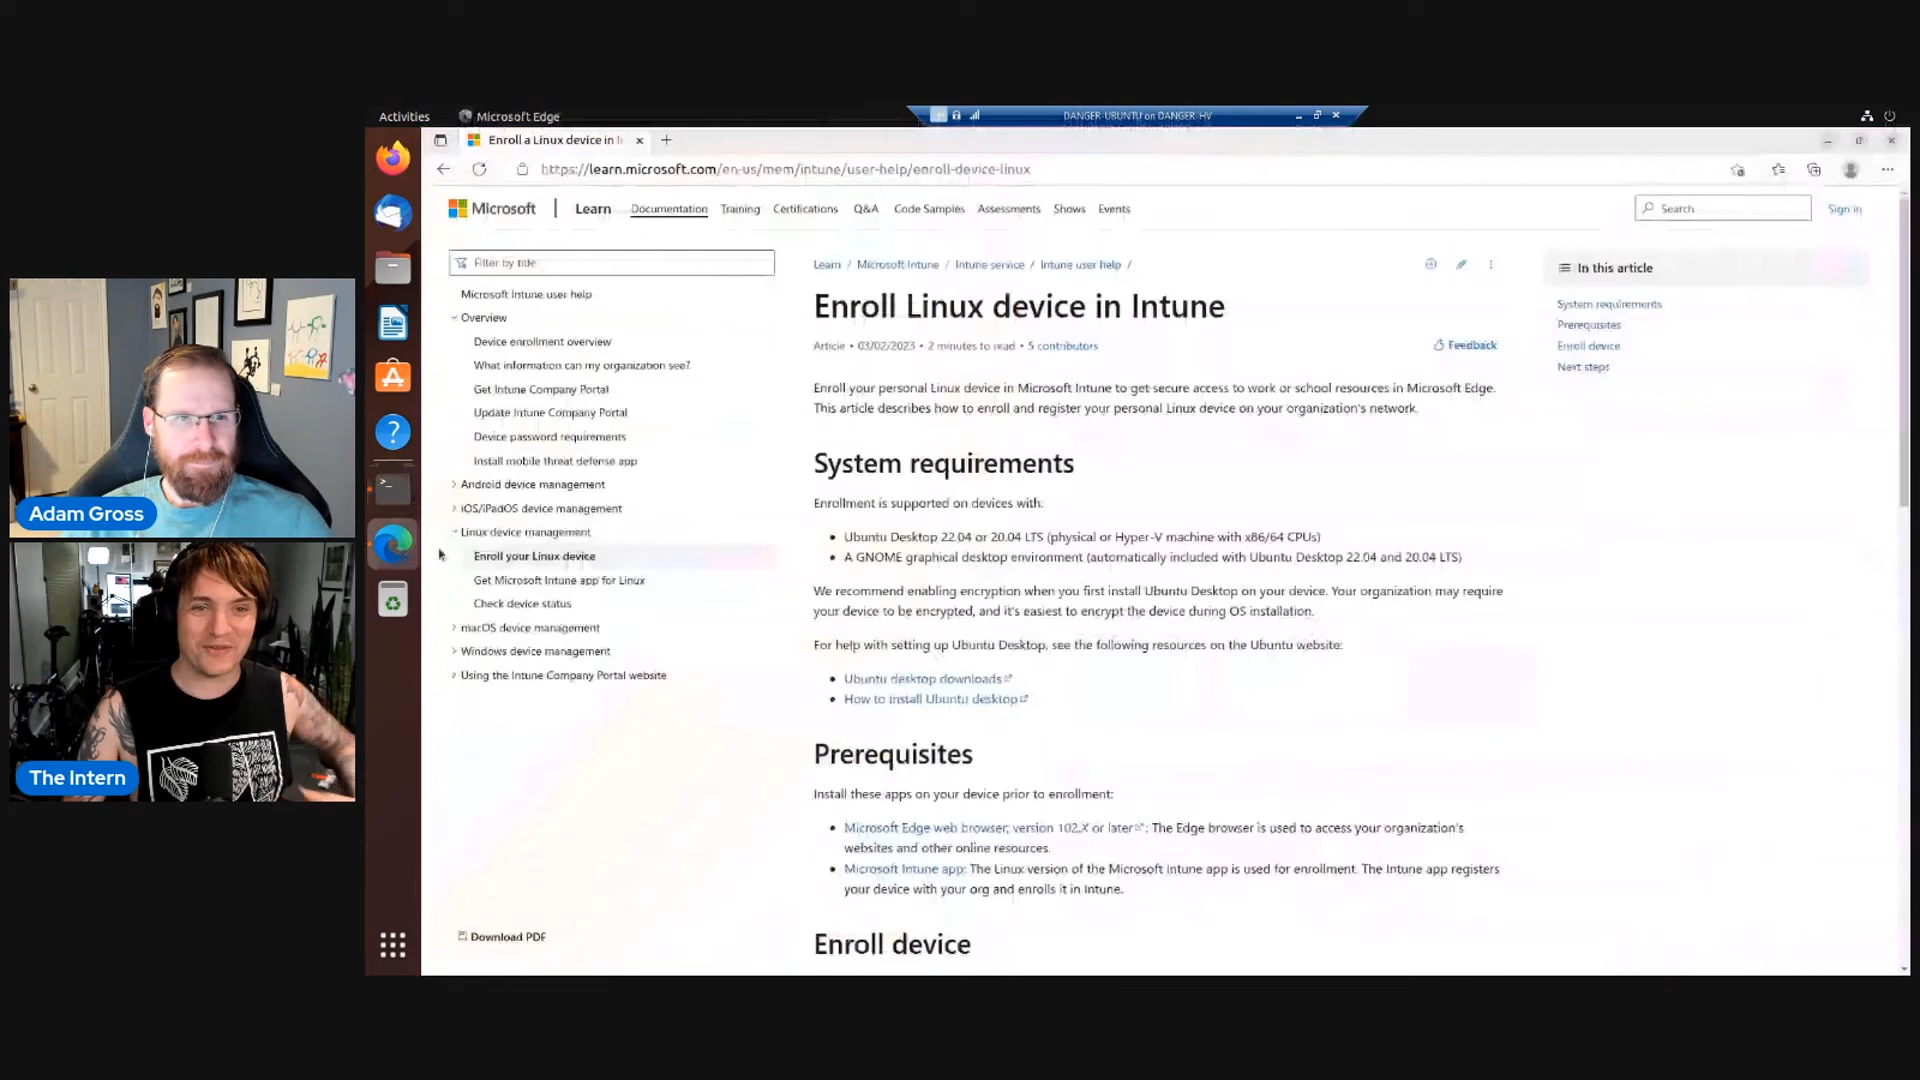 Activities
Microsoft Edge
DANGER-UBUNTU on DANGER-HV
Enroll a Linux device in I
https://learn.microsoft.com/en-us/mem/intune/user-help/enroll-device-linux
Microsoft
Learn
Documentation
Training
Certifications
Q&A
Code Samples
Assessments
Shows
Events
Search
Sign in
Filter by title
Microsoft Intune user help
Overview
Device enrollment overview
What information can my organization see?
Get Intune Company Portal
Update Intune Company Portal
Device password requirements
Install mobile threat defense app
Android device management
iOS/iPadOS device management
Linux device management
Enroll your Linux device
Get Microsoft Intune app for Linux
Check device status
macOS device management
Windows device management
Using the Intune Company Portal website
Download PDF
Learn / Microsoft Intune / Intune service / Intune user help /
Enroll Linux device in Intune
Article • 03/02/2023 • 2 minutes to read • 5 contributors
Feedback
Enroll your personal Linux device in Microsoft Intune to get secure access to work or school resources in Microsoft Edge.
This article describes how to enroll and register your personal Linux device on your organization's network.
System requirements
Enrollment is supported on devices with:
• Ubuntu Desktop 22.04 or 20.04 LTS (physical or Hyper-V machine with x86/64 CPUs)
• A GNOME graphical desktop environment (automatically included with Ubuntu Desktop 22.04 and 20.04 LTS)
We recommend enabling encryption when you first install Ubuntu Desktop on your device. Your organization may require
your device to be encrypted, and it's easiest to encrypt the device during OS installation.
For help with setting up Ubuntu Desktop, see the following resources on the Ubuntu website:
• Ubuntu desktop downloads
• How to install Ubuntu desktop
Prerequisites
Install these apps on your device prior to enrollment:
• Microsoft Edge web browser, version 102.X or later: The Edge browser is used to access your organization's
websites and other online resources.
• Microsoft Intune app: The Linux version of the Microsoft Intune app is used for enrollment. The Intune app registers
your device with your org and enrolls it in Intune.
Enroll device
In this article
System requirements
Prerequisites
Enroll device
Next steps
Adam Gross
The Intern